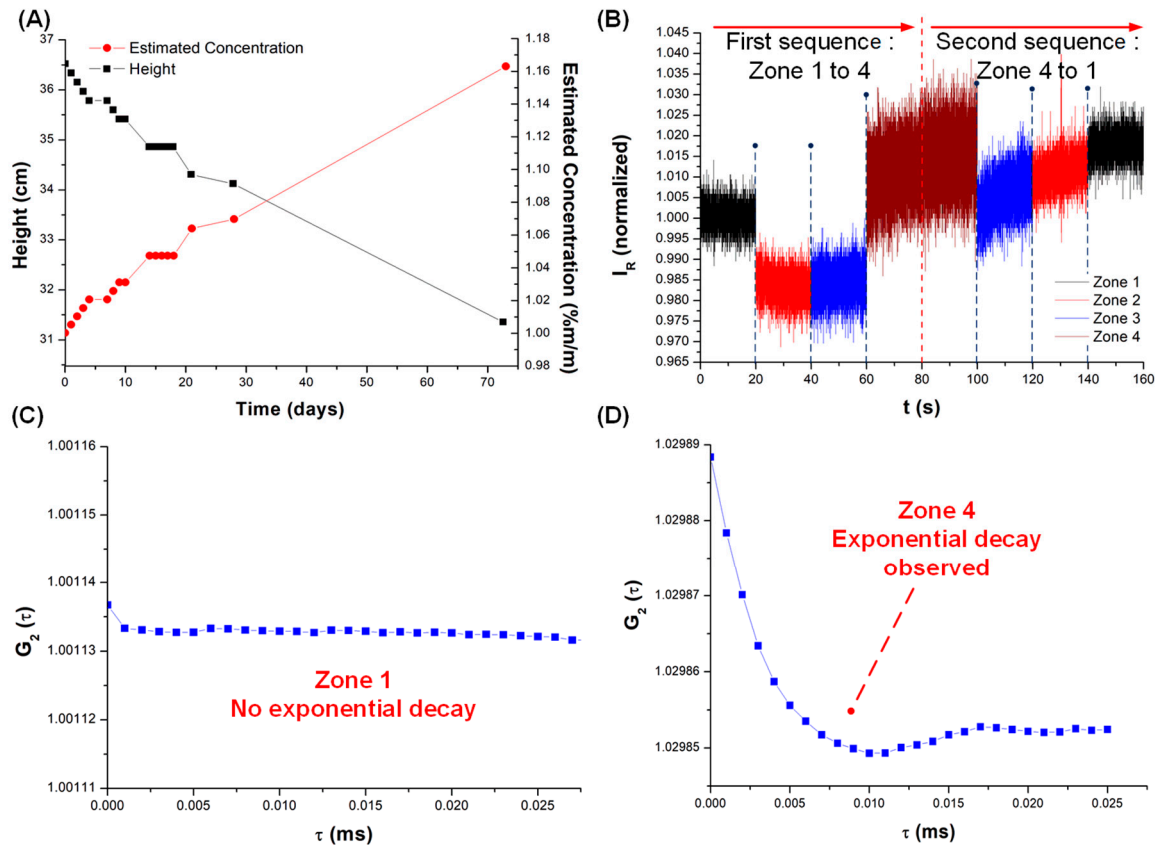 (A)
Estimated Concentration
Height
37
36
35
34
33
32
31
Height (cm)
1.18
1.16
1.14
1.12
1.10
1.08
1.06
1.04
1.02
1.00
0.98
Estimated Concentration (%m/m)
0 10 20 30 40 50 60 70 75
Time (days)
(B)
First sequence :
Zone 1 to 4
Second sequence :
Zone 4 to 1
1.045
1.040
1.035
1.030
1.025
1.020
1.015
1.010
1.005
1.000
0.995
0.990
0.985
0.980
0.975
0.970
0.965
I_R (normalized)
Zone 1
Zone 2
Zone 3
Zone 4
0 20 40 60 80 100 120 140 160
t (s)
(C)
1.00116
1.00115
1.00114
1.00113
1.00112
1.00111
G_2 (τ)
Zone 1
No exponential decay
0.000 0.005 0.010 0.015 0.020 0.025
τ (ms)
(D)
1.02989
1.02988
1.02987
1.02986
1.02985
G_2 (τ)
Zone 4
Exponential decay
observed
0.000 0.005 0.010 0.015 0.020 0.025
τ (ms)